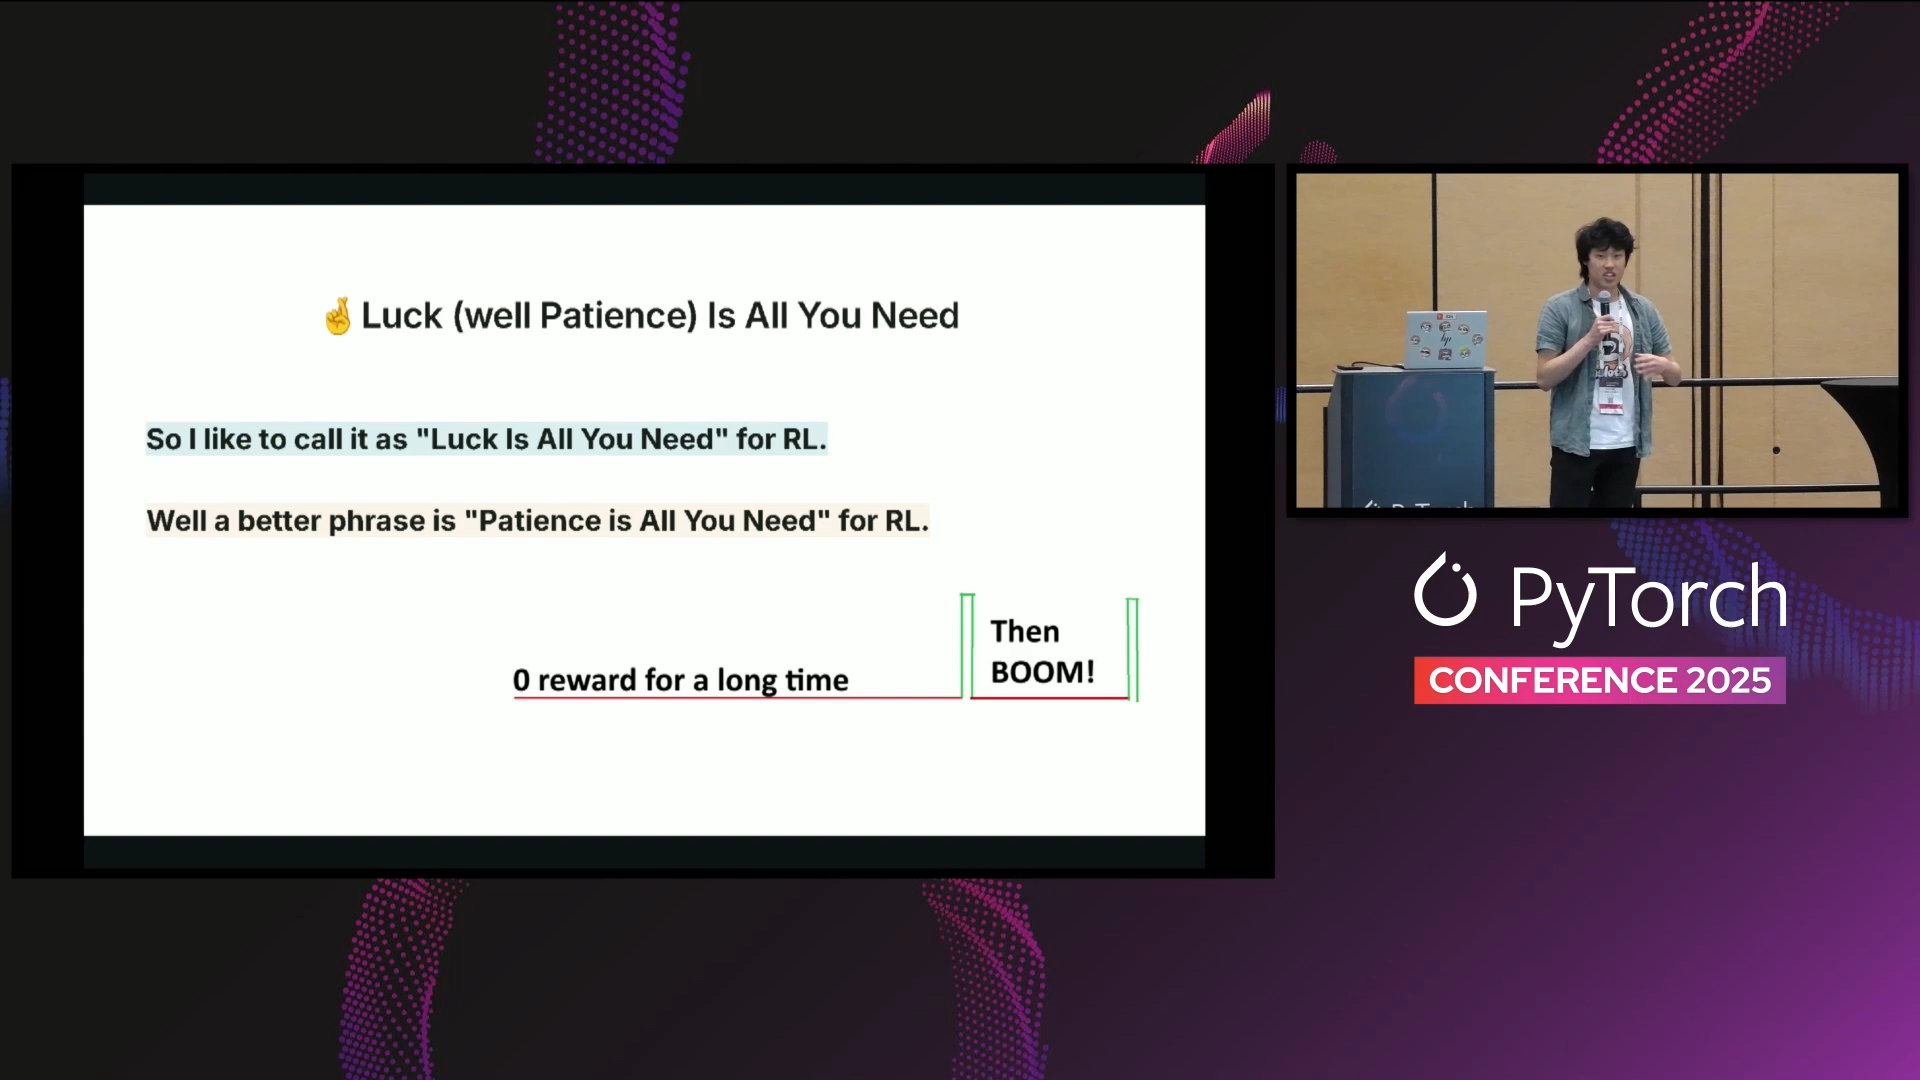 🤞Luck (well Patience) Is All You Need
So I like to call it as "Luck Is All You Need" for RL.
Well a better phrase is "Patience is All You Need" for RL.
0 reward for a long time
Then
BOOM!
hp
PyTorch
CONFERENCE 2025